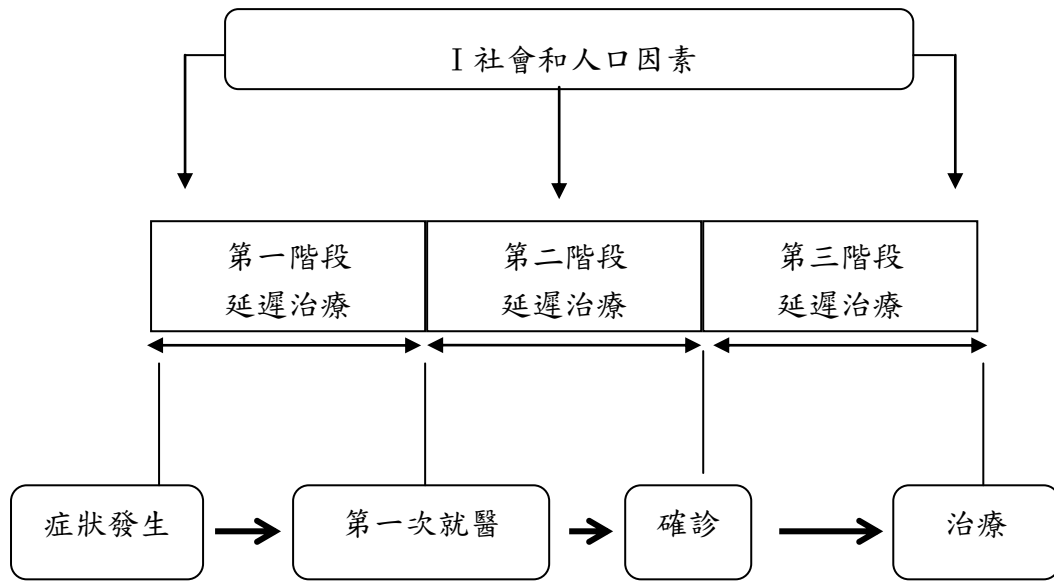 I 社會和人口因素
第一階段
延遲治療
第二階段
延遲治療
第三階段
延遲治療
症狀發生
第一次就醫
確診
治療